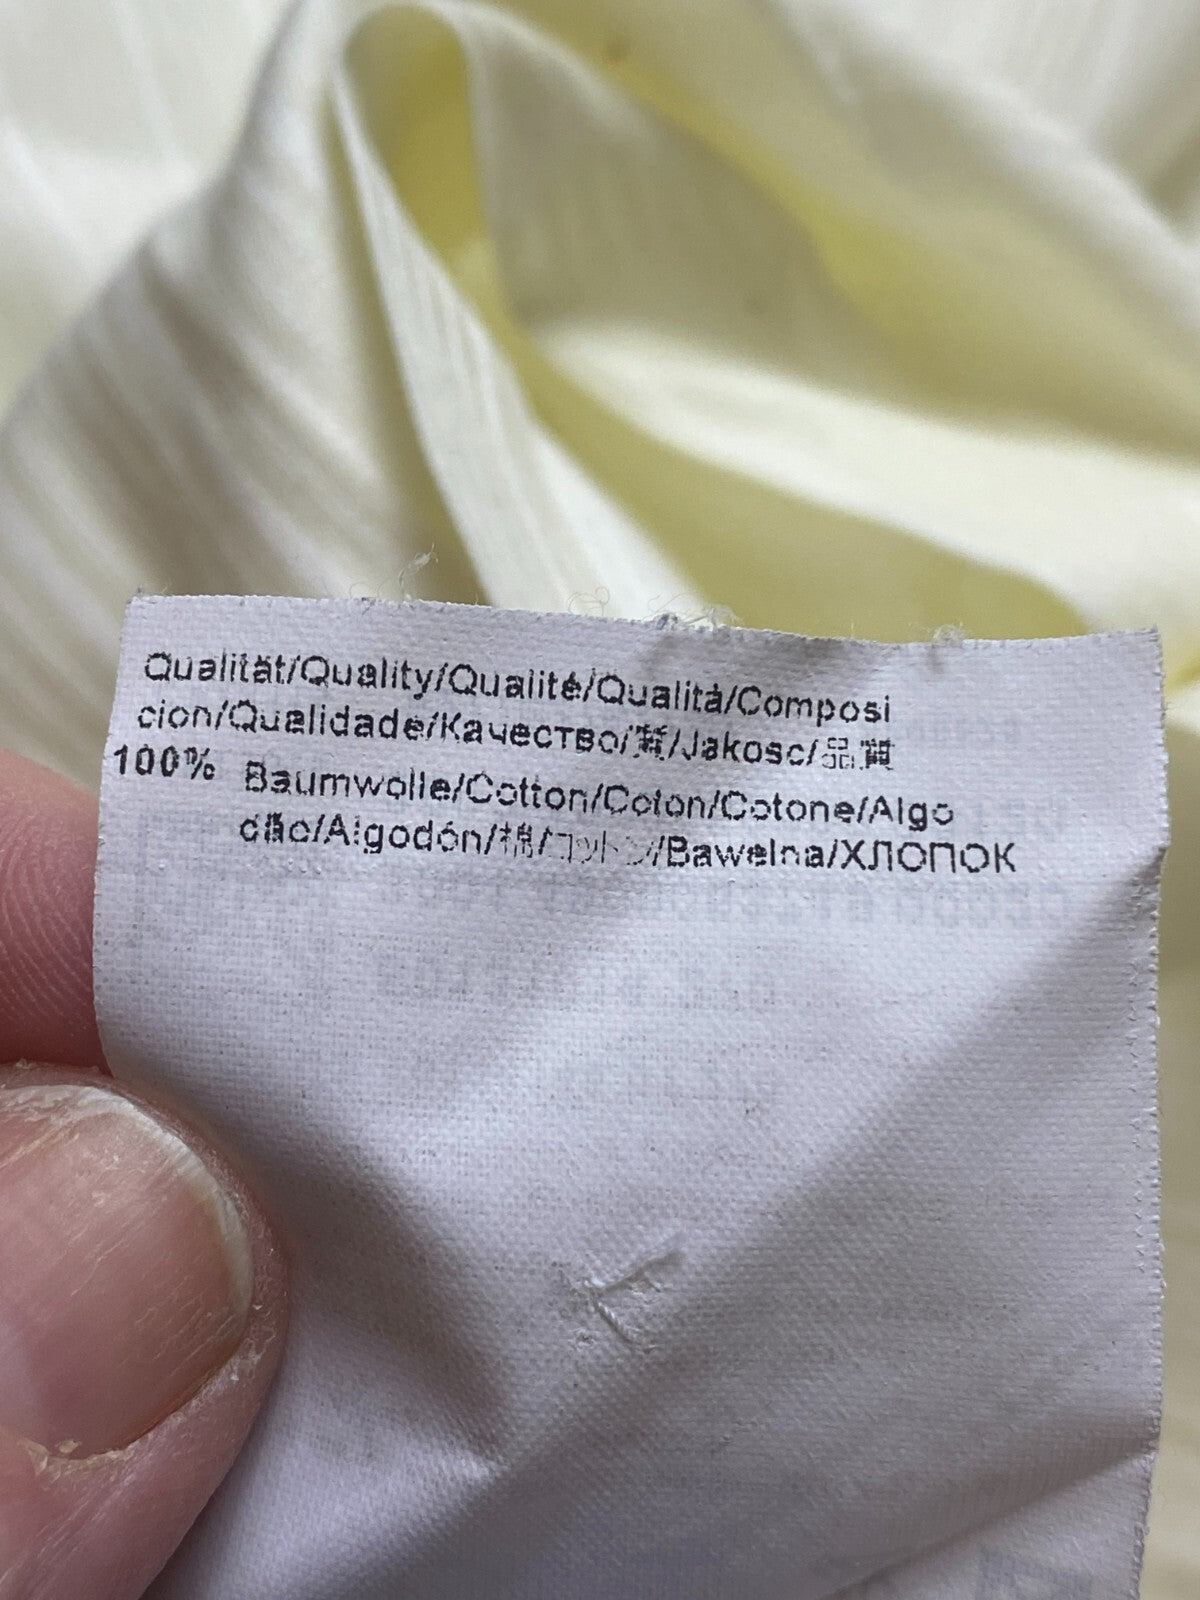 Qualität/Quality/Qualité/Qualità/Composi
cion/Qualidade/Качество/質/Jakosc/品質
100% Baumwolle/Cotton/Coton/Cotone/Algo
dão/Algodón/棉/コットン/Bawelna/ХЛОПОК